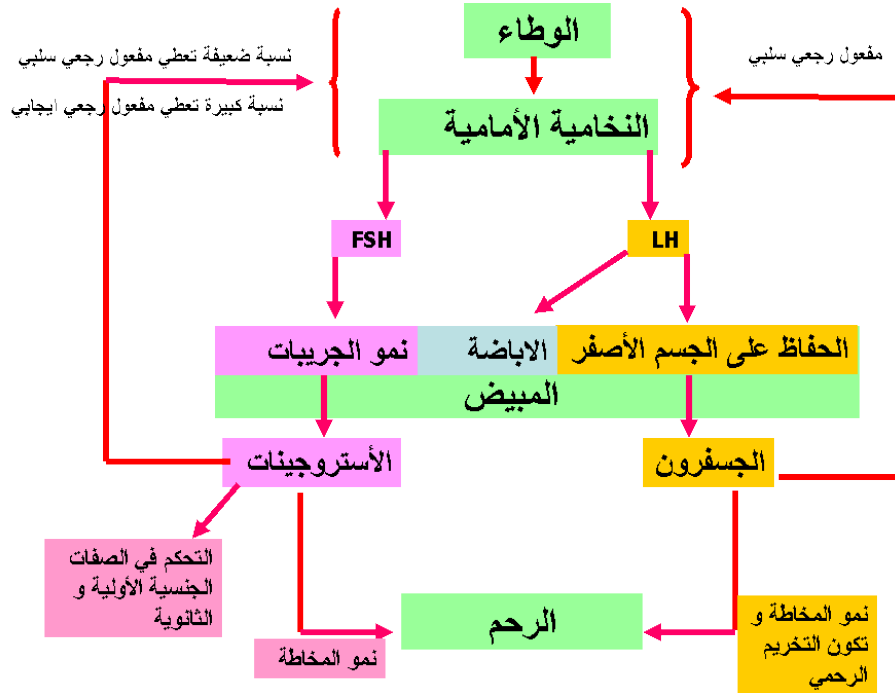 الوطاء
نسبة ضعيفة تعطي مفعول رجعي سلبي
مفعول رجعي سلبي
نسبة كبيرة تعطي مفعول رجعي ايجابي
النخامية الأمامية
LH
FSH
الحفاظ على الجسم الأصفر
الاباضة
نمو الجريبات
المبيض
الجسفرون
الأستروجينات
التحكم في الصفات
الجنسية الأولية و
الثانوية
الرحم
نمو المخاطة و
تكون التخريم
الرحمي
نمو المخاطة